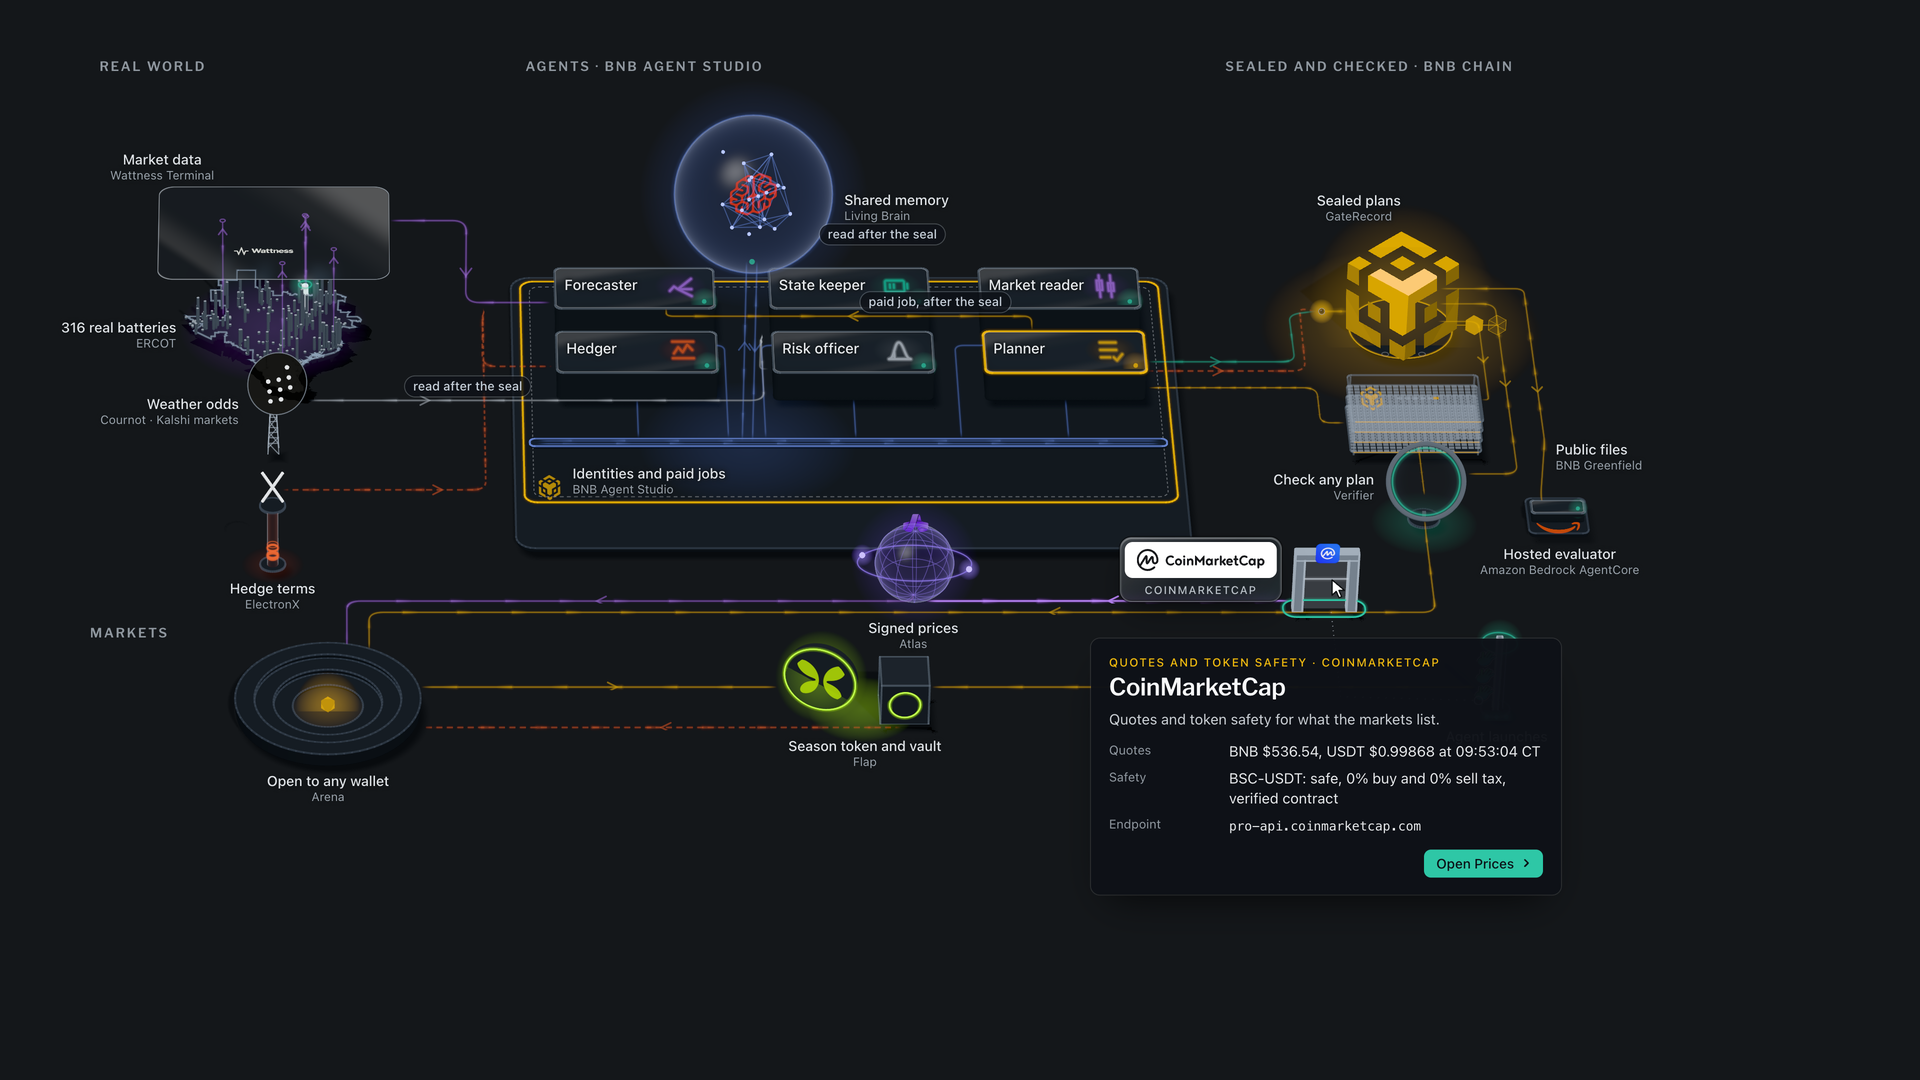 REAL WORLD
AGENTS · BNB AGENT STUDIO
SEALED AND CHECKED · BNB CHAIN
Market data
Wattness Terminal
Wattness
316 real batteries
ERCOT
Weather odds
Cournot · Kalshi markets
read after the seal
Hedge terms
ElectronX
Shared memory
Living Brain
read after the seal
Forecaster
State keeper
Market reader
paid job, after the seal
Hedger
Risk officer
Planner
Identities and paid jobs
BNB Agent Studio
Sealed plans
GateRecord
Check any plan
Verifier
Public files
BNB Greenfield
Hosted evaluator
Amazon Bedrock AgentCore
CoinMarketCap
COINMARKETCAP
MARKETS
Signed prices
Atlas
Season token and vault
Flap
Open to any wallet
Arena
QUOTES AND TOKEN SAFETY · COINMARKETCAP
CoinMarketCap
Quotes and token safety for what the markets list.
Quotes
BNB $536.54, USDT $0.99868 at 09:53:04 CT
Safety
BSC-USDT: safe, 0% buy and 0% sell tax,
verified contract
Endpoint
pro-api.coinmarketcap.com
Open Prices